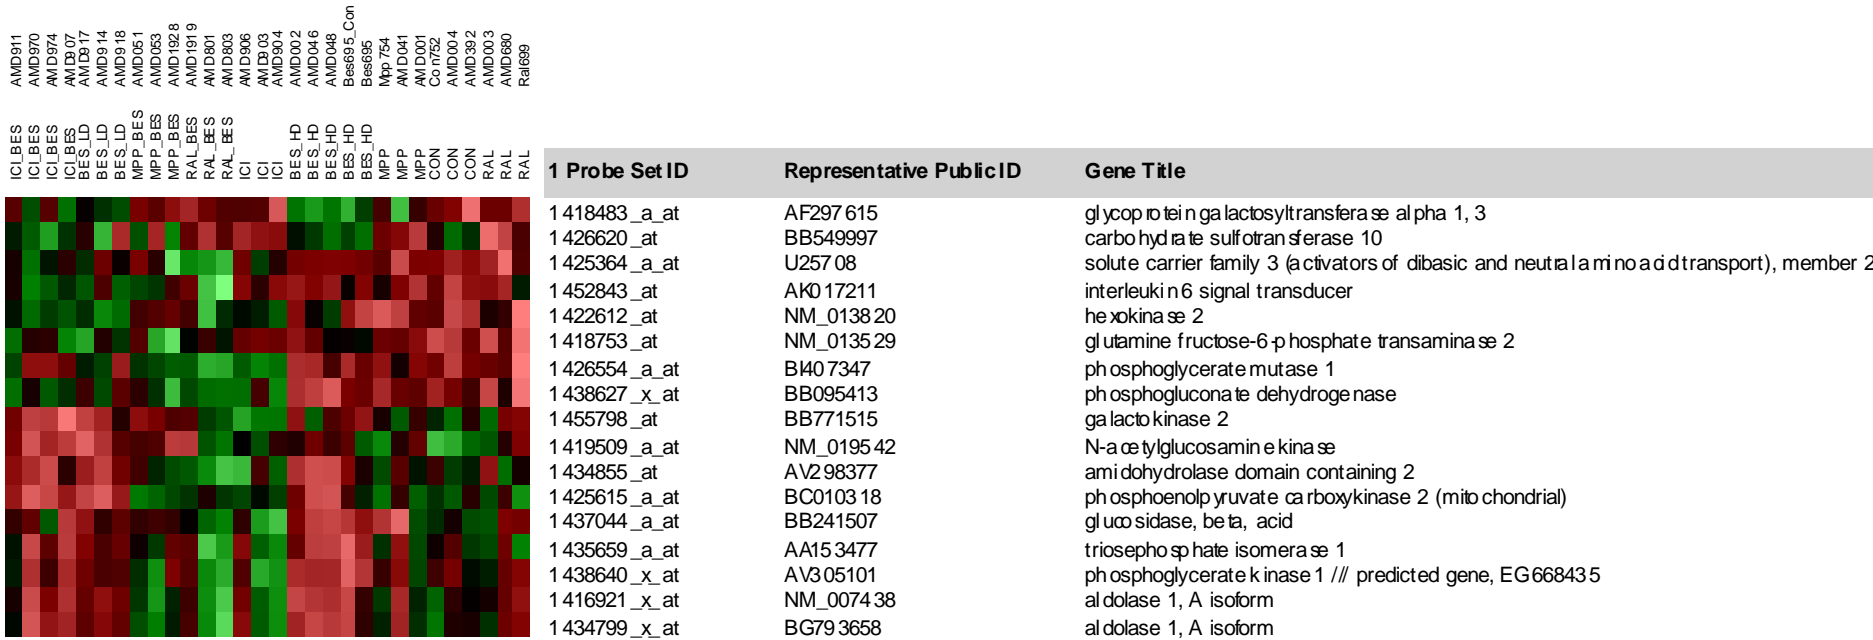 AMD911
AMD970
AMD974
AMD907
AMD917
AMD914
AMD918
AMD051
AMD053
AMD1928
AMD1919
AMD801
AMD803
AMD906
AMD903
AMD904
AMD002
AMD046
AMD048
Bes695_Con
Bes695
Mpp754
AMD041
AMD001
Con752
AMD004
AMD392
AMD003
AMD680
Ral699
ICI_BES
ICI_BES
ICI_BES
ICI_BES
BES_LD
BES_LD
BES_LD
MPP_BES
MPP_BES
MPP_BES
RAL_BES
RAL_BES
RAL_BES
ICI
ICI
ICI
BES_HD
BES_HD
BES_HD
BES_HD
BES_HD
MPP
MPP
MPP
CON
CON
CON
RAL
RAL
RAL
1 Probe Set ID Representative Public ID Gene Title
1418483_a_at AF297615 glycoprotein galactosyltransferase alpha 1, 3
1426620_at BB549997 carbohydrate sulfotransferase 10
1425364_a_at U25708 solute carrier family 3 (activators of dibasic and neutral amino acid transport), member 2
1452843_at AK017211 interleukin 6 signal transducer
1422612_at NM_013820 hexokinase 2
1418753_at NM_013529 glutamine fructose-6-phosphate transaminase 2
1426554_a_at BI407347 phosphoglycerate mutase 1
1438627_x_at BB095413 phosphogluconate dehydrogenase
1455798_at BB771515 galactokinase 2
1419509_a_at NM_019542 N-acetylglucosamine kinase
1434855_at AV298377 amidohydrolase domain containing 2
1425615_a_at BC010318 phosphoenolpyruvate carboxykinase 2 (mitochondrial)
1437044_a_at BB241507 glucosidase, beta, acid
1435659_a_at AA153477 triosephosphate isomerase 1
1438640_x_at AV305101 phosphoglycerate kinase 1 /// predicted gene, EG668435
1416921_x_at NM_007438 aldolase 1, A isoform
1434799_x_at BG793658 aldolase 1, A isoform